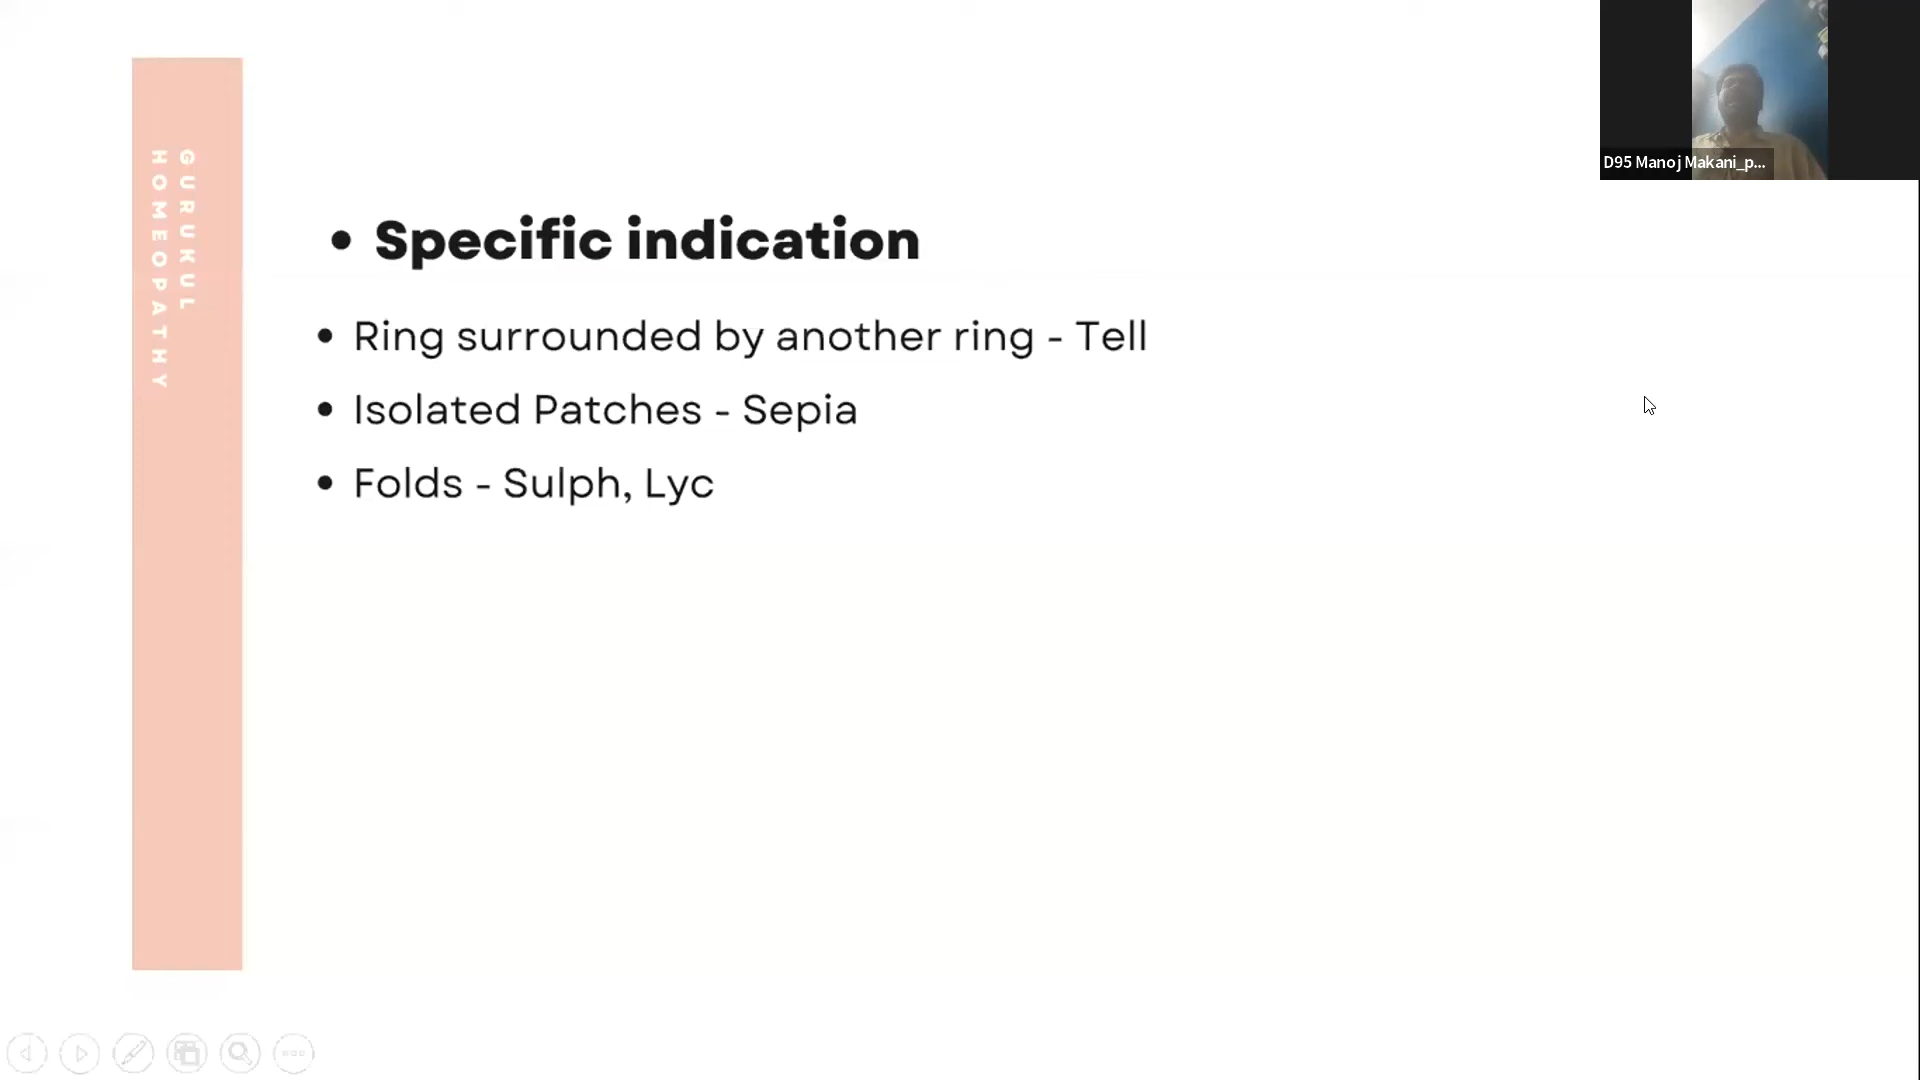 GURUKUL
HOMEOPATHY
D95 Manoj Makani_p...
• Specific indication
• Ring surrounded by another ring - Tell
• Isolated Patches - Sepia
• Folds - Sulph, Lyc